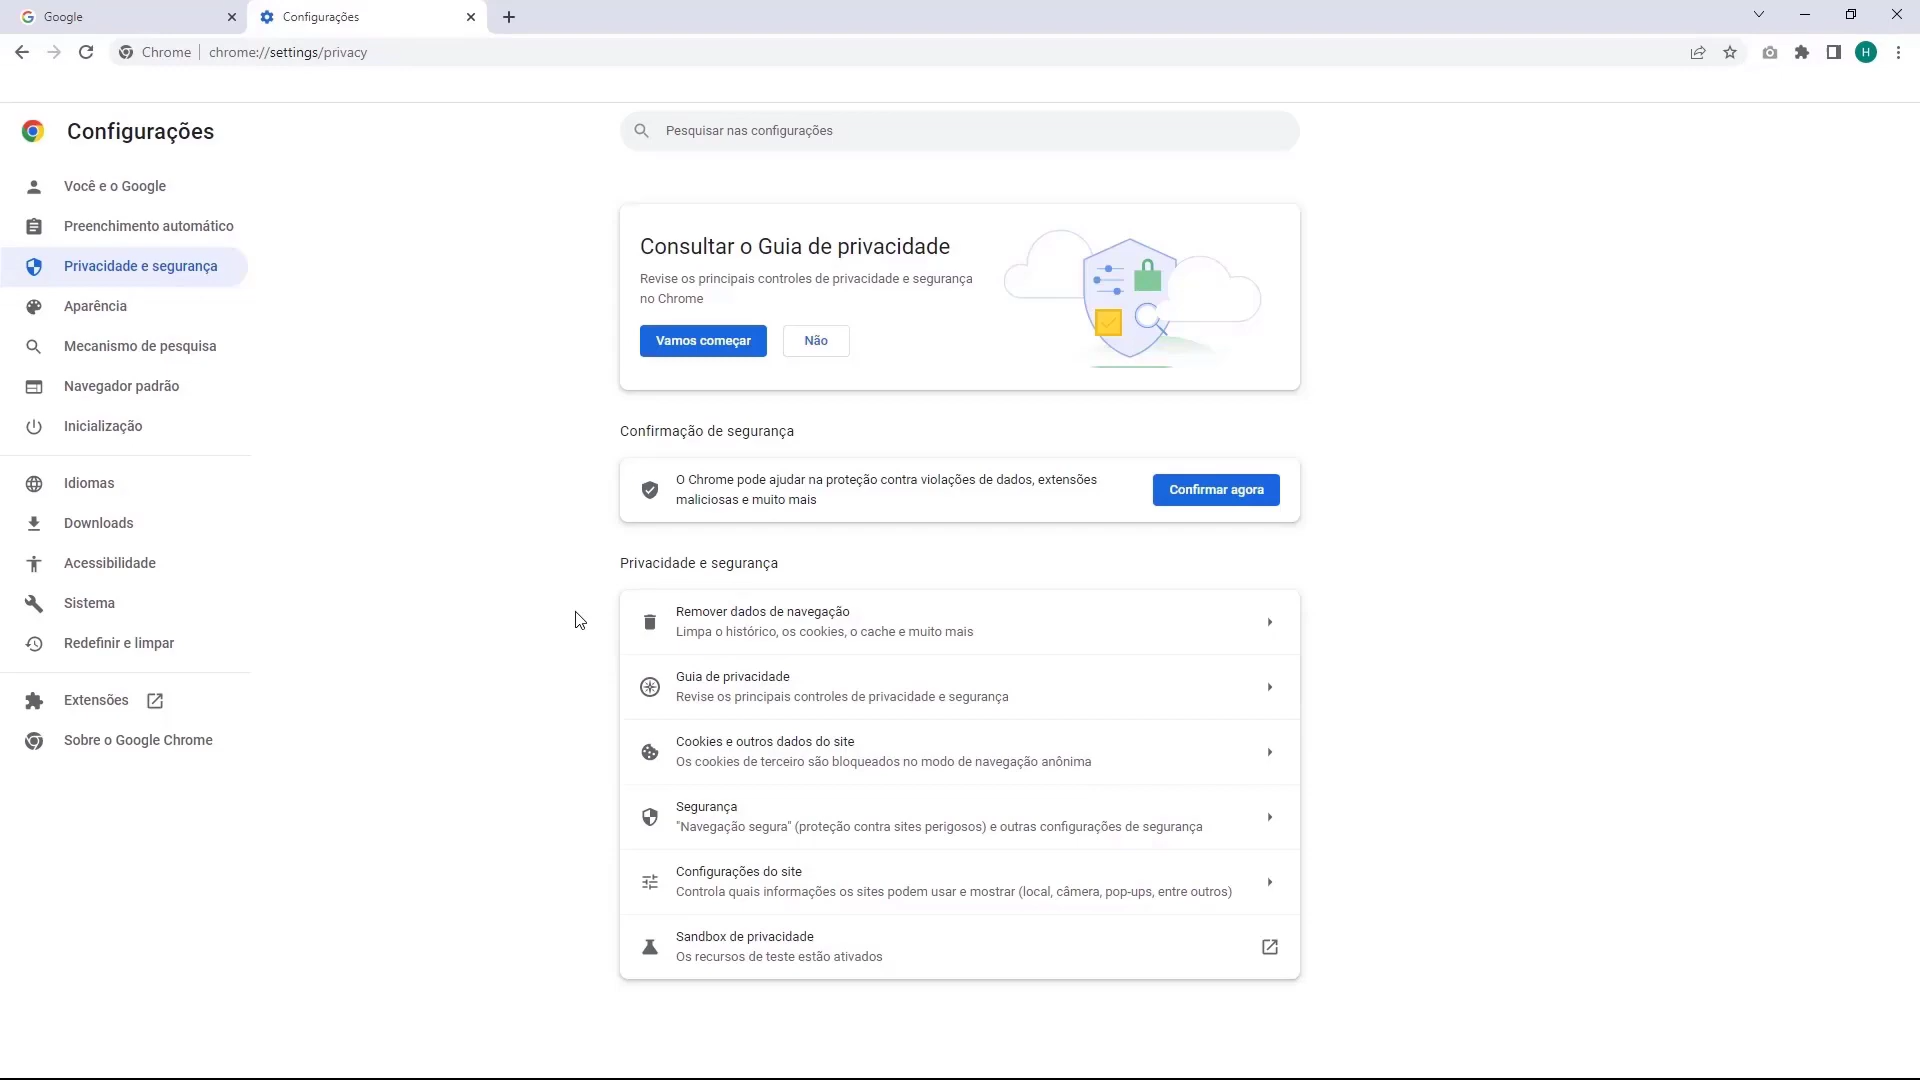 Google
Configurações
Chrome
chrome://settings/privacy
H
Configurações
Pesquisar nas configurações
Você e o Google
Preenchimento automático
Privacidade e segurança
Aparência
Mecanismo de pesquisa
Navegador padrão
Inicialização
Idiomas
Downloads
Acessibilidade
Sistema
Redefinir e limpar
Extensões
Sobre o Google Chrome
Consultar o Guia de privacidade
Revise os principais controles de privacidade e segurança
no Chrome
Vamos começar
Não
Confirmação de segurança
O Chrome pode ajudar na proteção contra violações de dados, extensões
maliciosas e muito mais
Confirmar agora
Privacidade e segurança
Remover dados de navegação
Limpa o histórico, os cookies, o cache e muito mais
Guia de privacidade
Revise os principais controles de privacidade e segurança
Cookies e outros dados do site
Os cookies de terceiro são bloqueados no modo de navegação anônima
Segurança
"Navegação segura" (proteção contra sites perigosos) e outras configurações de segurança
Configurações do site
Controla quais informações os sites podem usar e mostrar (local, câmera, pop-ups, entre outros)
Sandbox de privacidade
Os recursos de teste estão ativados